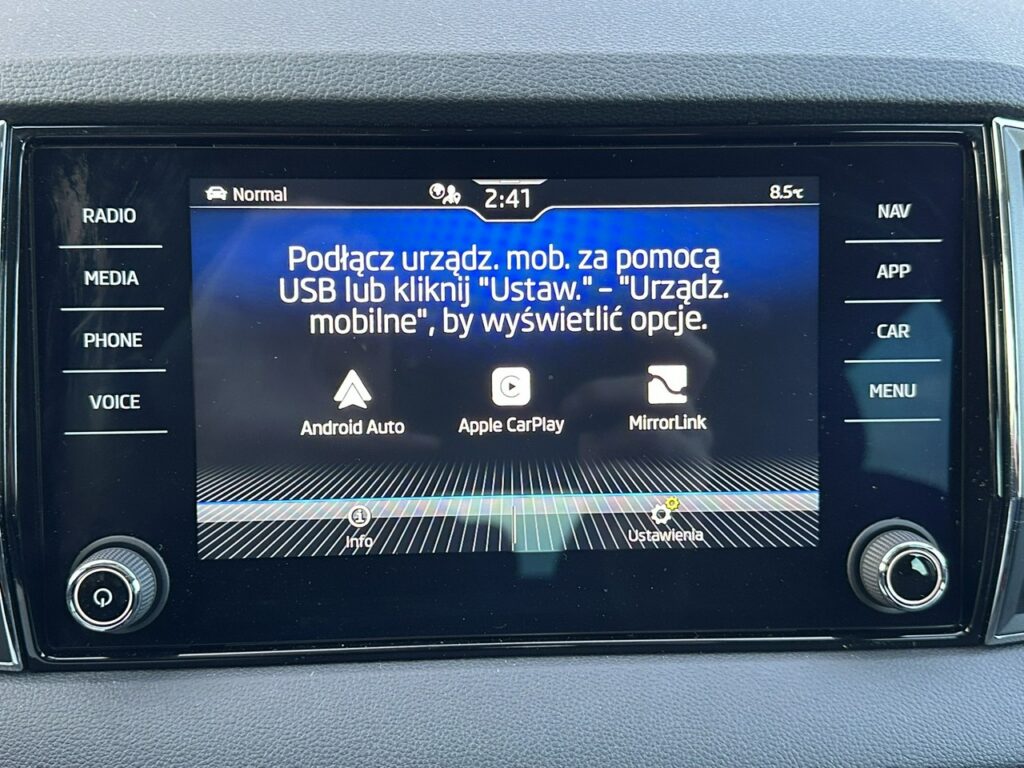 Normal 2:41 8.5°C
RADIO
MEDIA
PHONE
VOICE
Podłącz urządz. mob. za pomocą
USB lub kliknij "Ustaw." – "Urządz.
mobilne", by wyświetlić opcje.
Android Auto Apple CarPlay MirrorLink
Info Ustawienia
NAV
APP
CAR
MENU